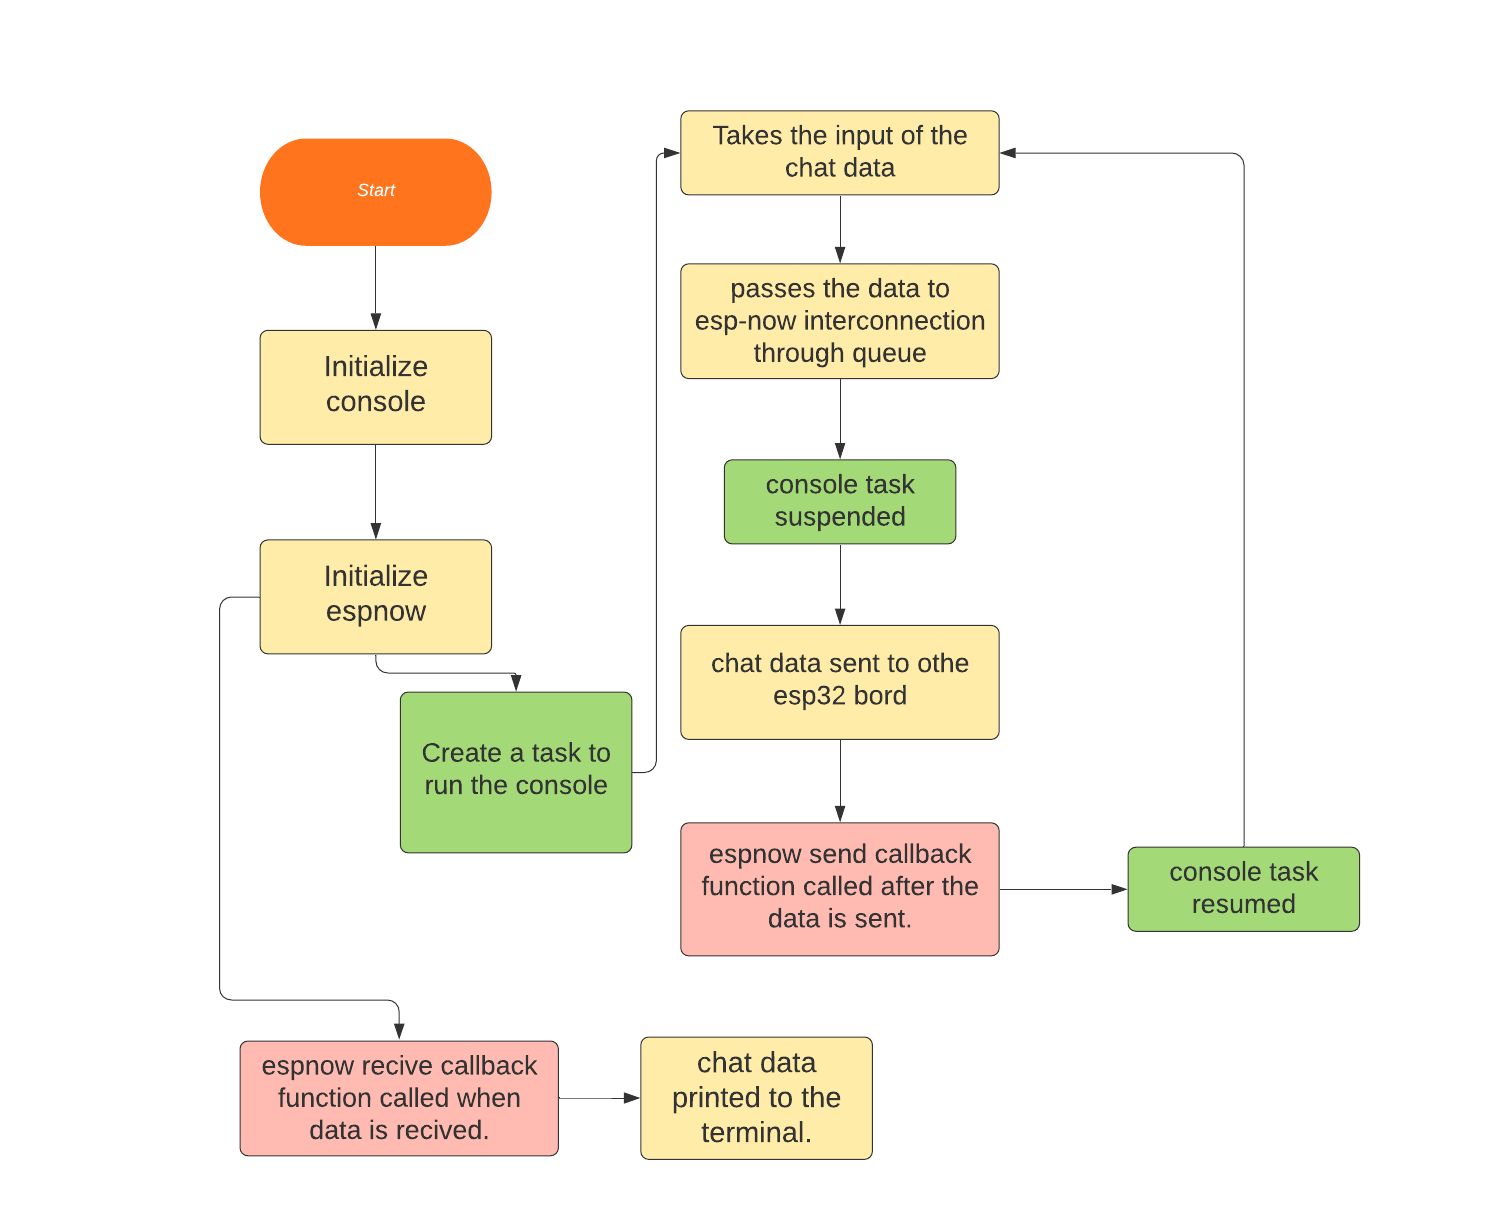 Start
Initialize
console
Initialize
espnow
Create a task to
run the console
Takes the input of the
chat data
passes the data to
esp-now interconnection
through queue
console task
suspended
chat data sent to othe
esp32 bord
espnow send callback
function called after the
data is sent.
console task
resumed
espnow recive callback
function called when
data is recived.
chat data
printed to the
terminal.